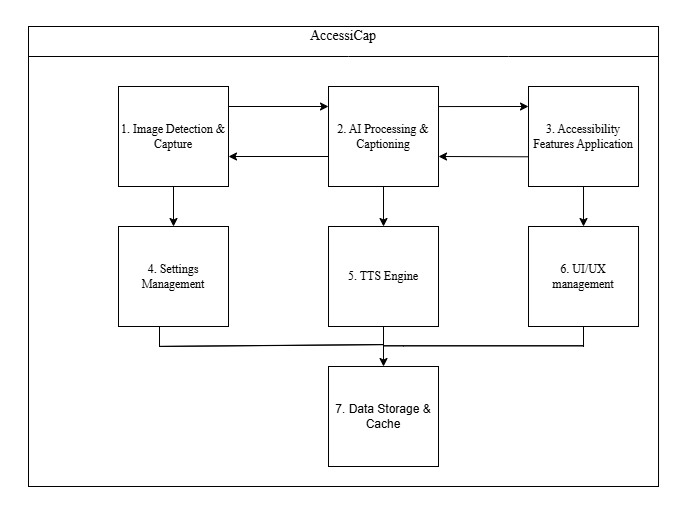 AccessiCap
1. Image Detection &
Capture
2. AI Processing &
Captioning
3. Accessibility
Features Application
4. Settings
Management
5. TTS Engine
6. UI/UX
management
7. Data Storage &
Cache